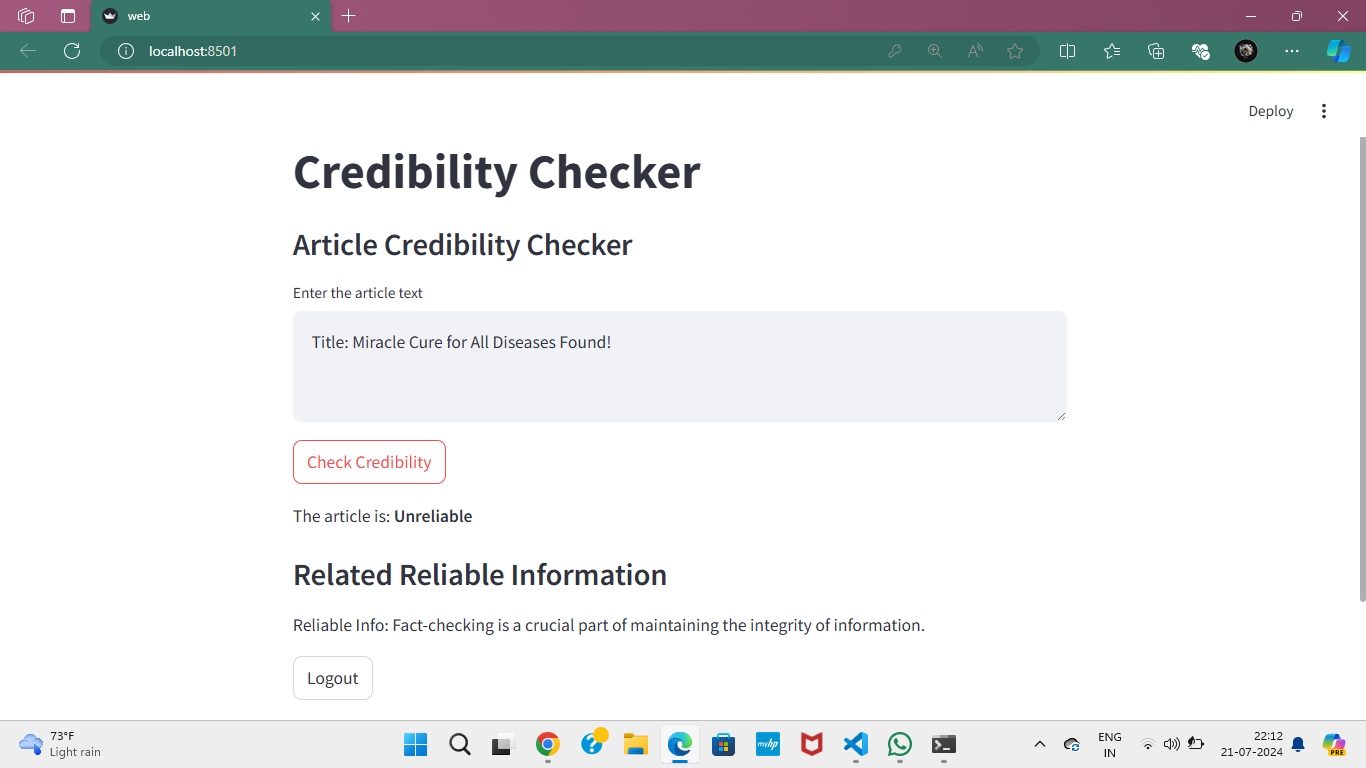 web
localhost:8501
Deploy
Credibility Checker
Article Credibility Checker
Enter the article text
Title: Miracle Cure for All Diseases Found!
Check Credibility
The article is: Unreliable
Related Reliable Information
Reliable Info: Fact-checking is a crucial part of maintaining the integrity of information.
Logout
73°F
Light rain
myhp
ENG
IN
22:12
21-07-2024
PRE